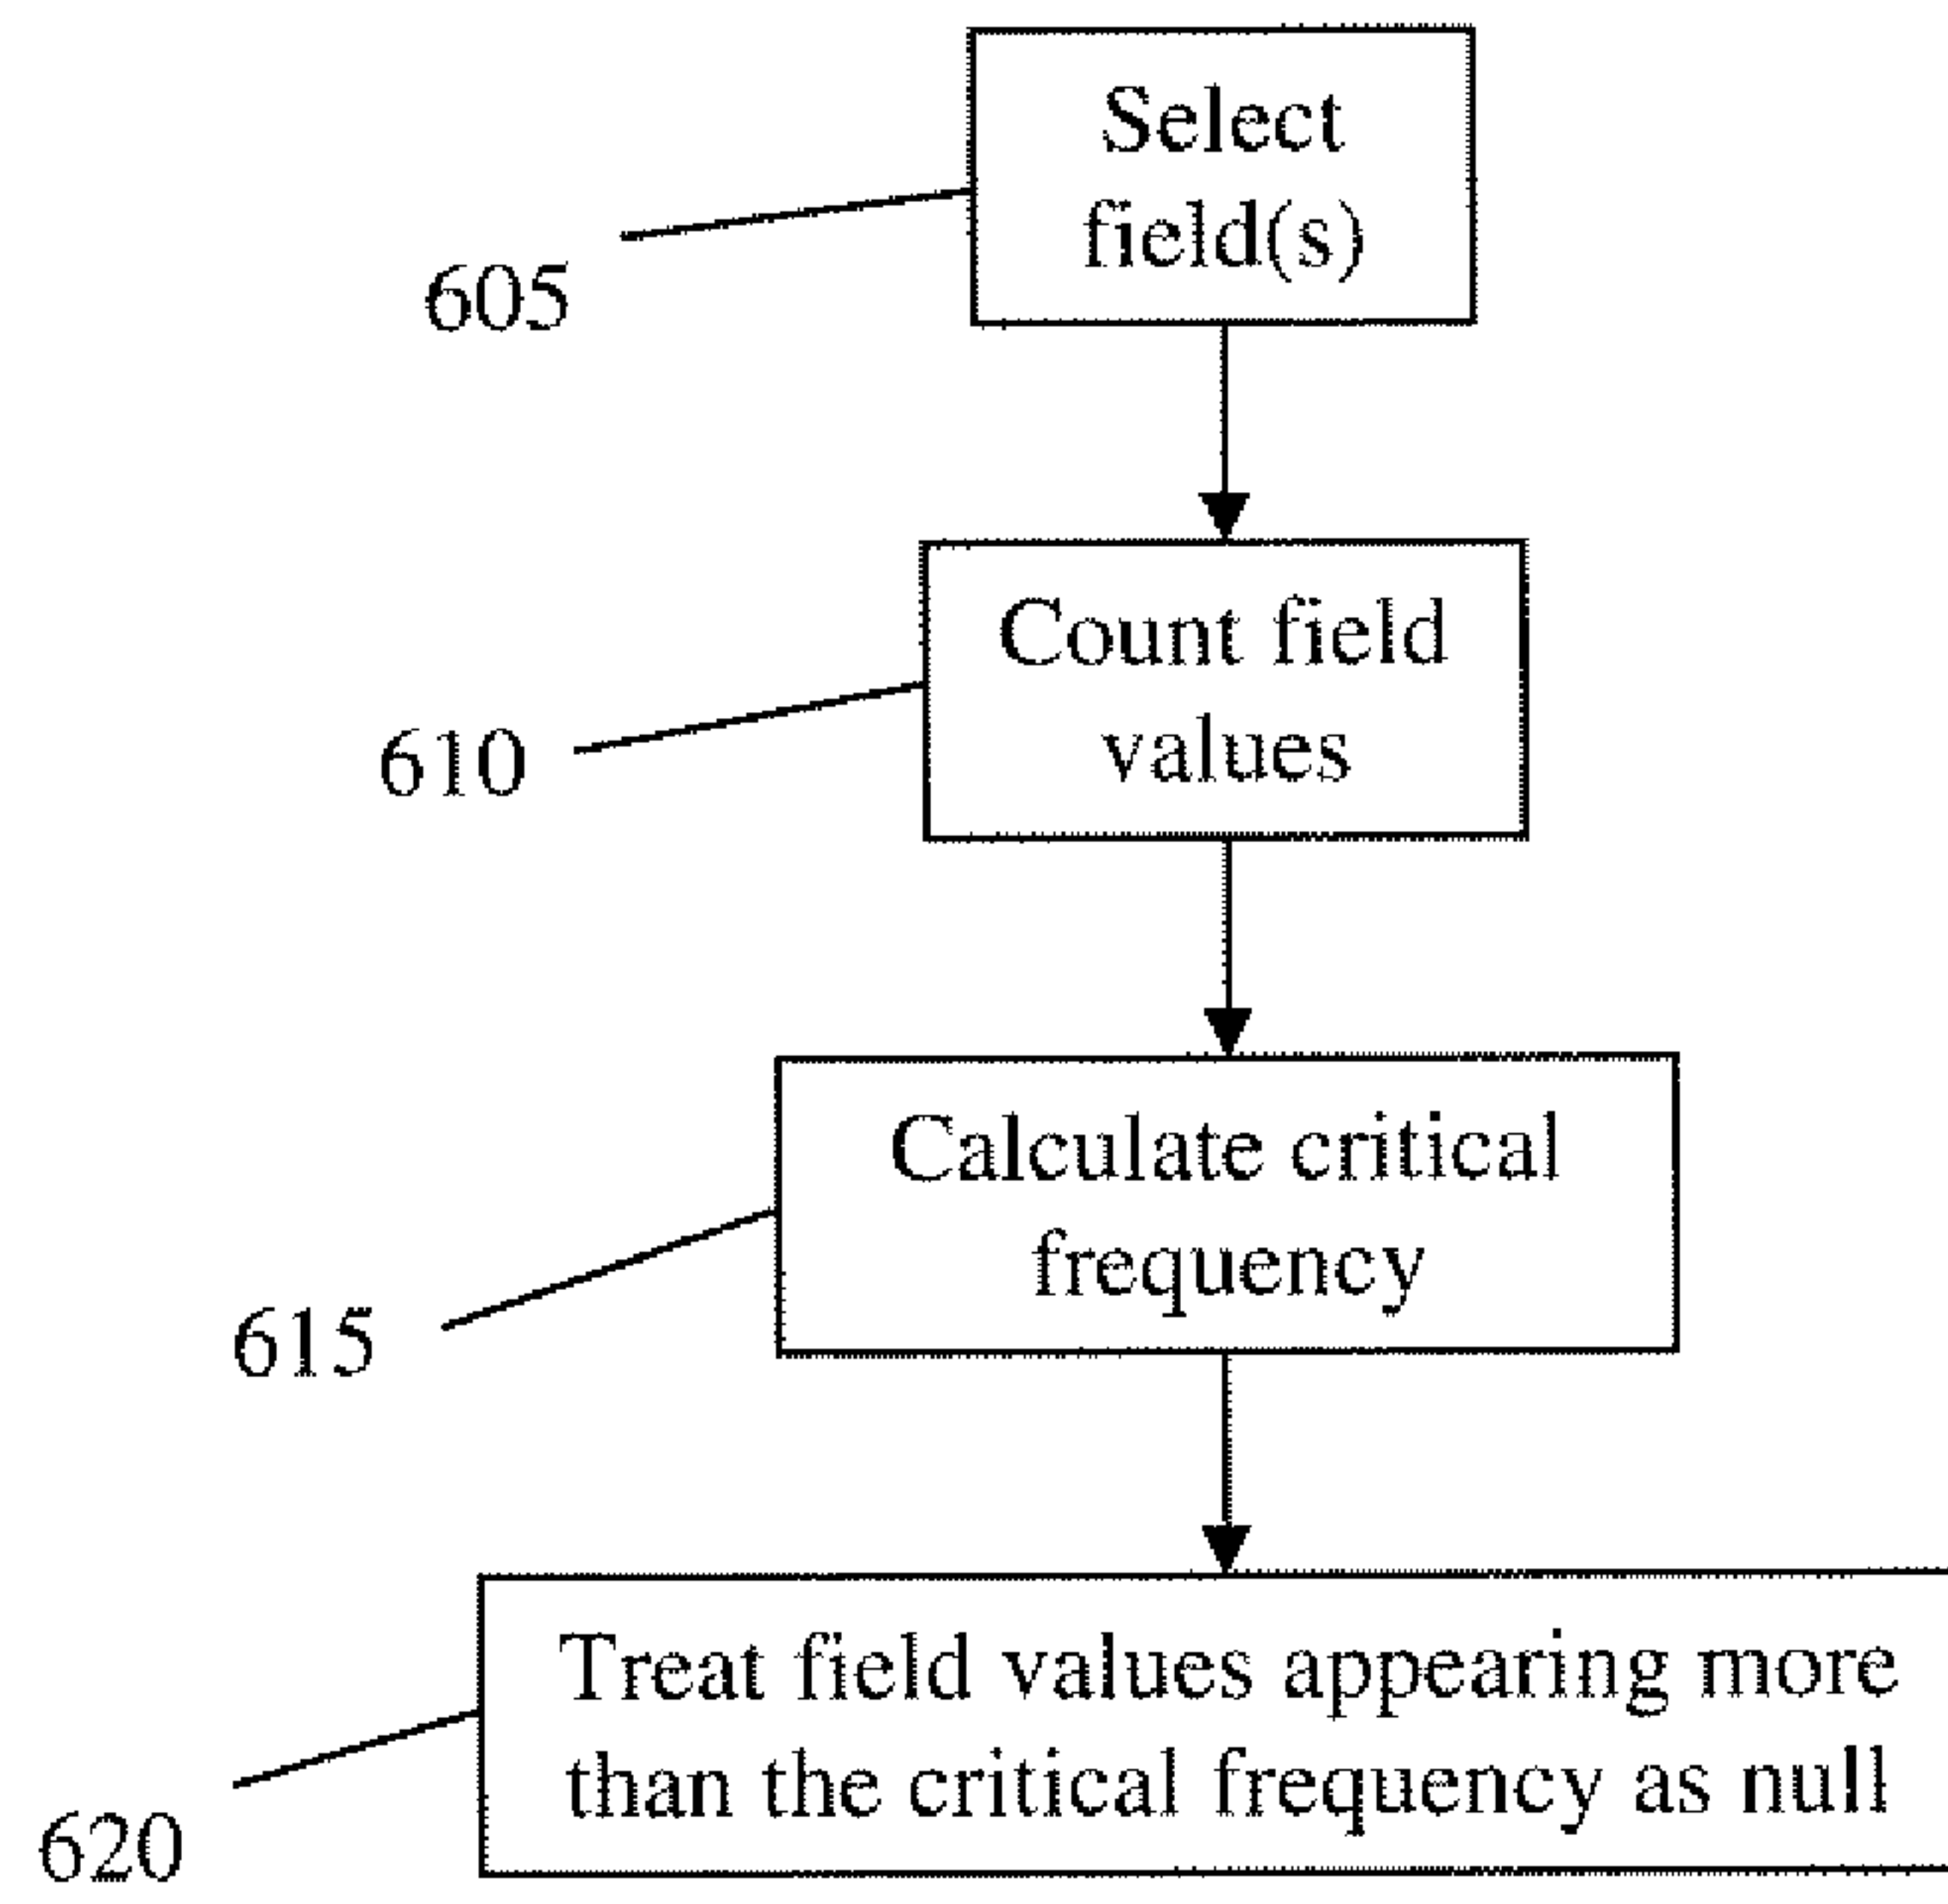 Select
field(s)
605
Count field
values
610
Calculate critical
frequency
615
Treat field values appearing more
than the critical frequency as null
620